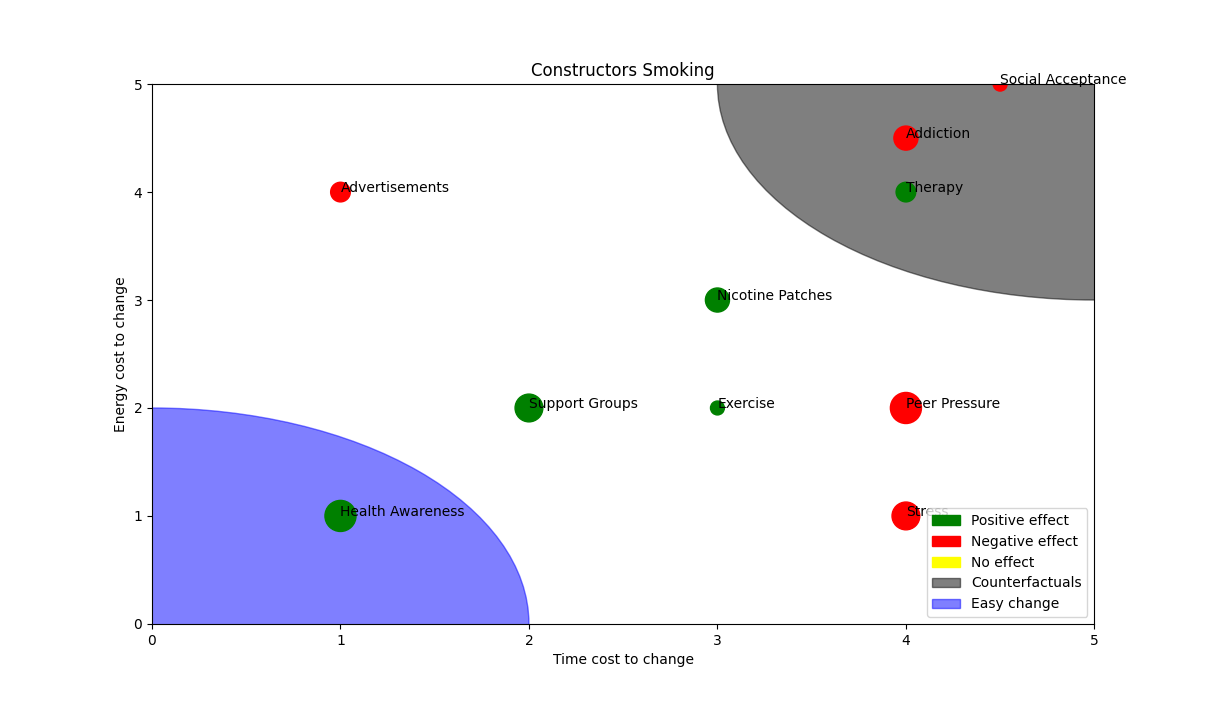 Constructors Smoking
Social Acceptance
Addiction
Advertisements
Therapy
Nicotine Patches
Support Groups
Exercise
Peer Pressure
Health Awareness
Stress
Positive effect
Negative effect
No effect
Counterfactuals
Easy change
5
4
3
2
1
0
Energy cost to change
0 1 2 3 4 5
Time cost to change